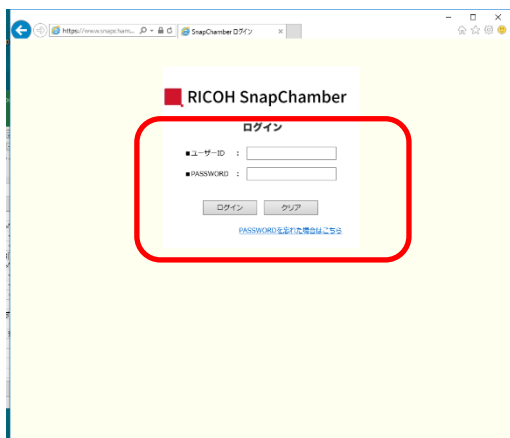 https://www.snapcham...
SnapChamber ログイン
RICOH SnapChamber
ログイン
■ユーザーID :
■PASSWORD :
ログイン クリア
PASSWORDを忘れた場合はこちら